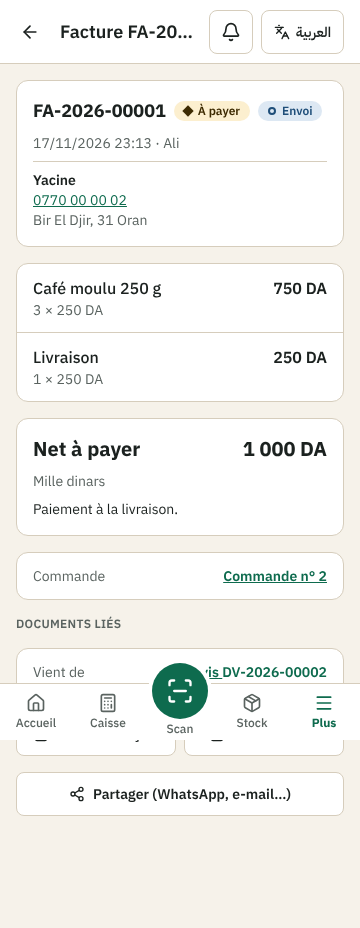 Facture FA-20...
العربية
FA-2026-00001
À payer
Envoi
17/11/2026 23:13 · Ali
Yacine
0770 00 00 02
Bir El Djir, 31 Oran
Café moulu 250 g
750 DA
3 × 250 DA
Livraison
250 DA
1 × 250 DA
Net à payer
1 000 DA
Mille dinars
Paiement à la livraison.
Commande
Commande n° 2
DOCUMENTS LIÉS
Vient de
DV-2026-00002
Accueil
Caisse
Scan
Stock
Plus
Partager (WhatsApp, e-mail...)